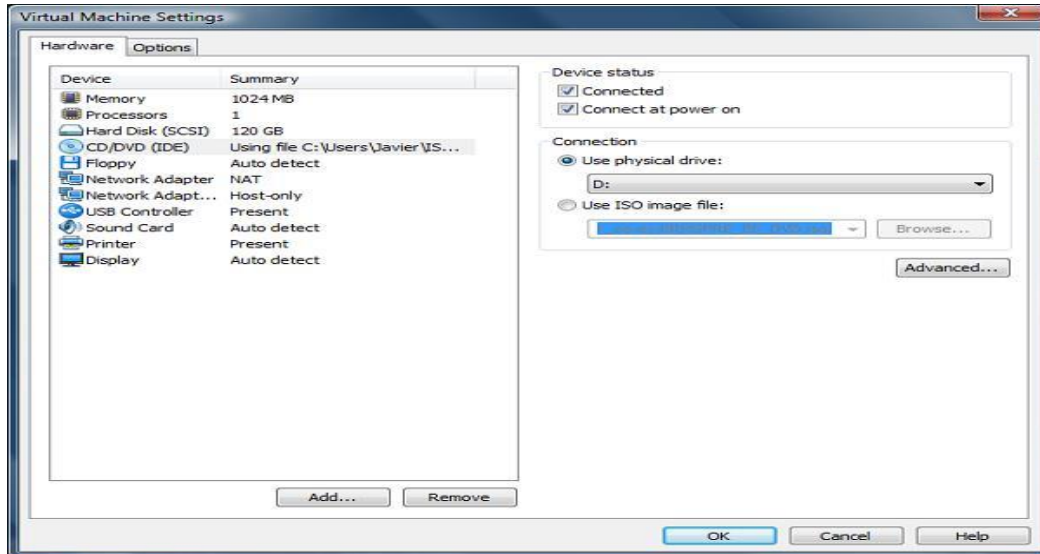 Virtual Machine Settings
Hardware Options
Device Summary
Memory 1024 MB
Processors 1
Hard Disk (SCSI) 120 GB
CD/DVD (IDE) Using file C:\Users\Javier\IS...
Floppy Auto detect
Network Adapter NAT
Network Adapt... Host-only
USB Controller Present
Sound Card Auto detect
Printer Present
Display Auto detect
Add... Remove
Device status
Connected
Connect at power on
Connection
Use physical drive:
D:
Use ISO image file:
Browse...
Advanced...
OK Cancel Help